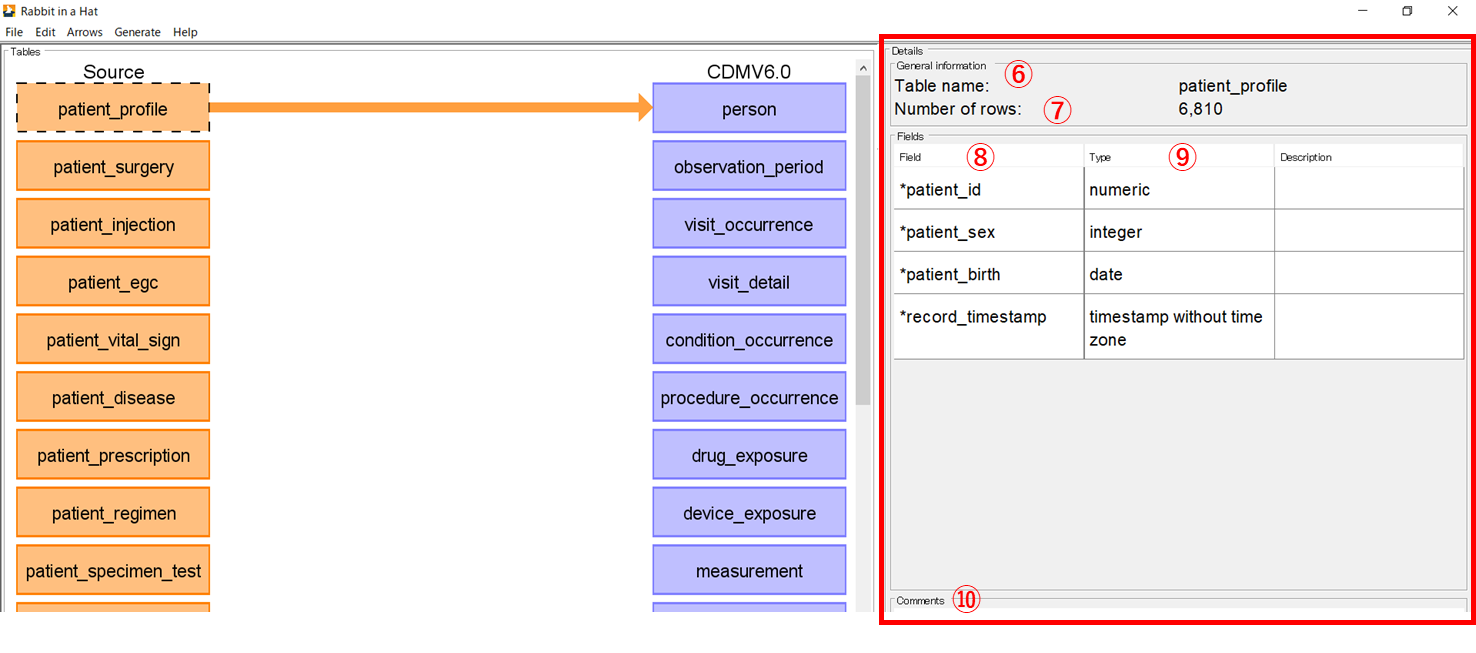 Rabbit in a Hat
File Edit Arrows Generate Help
Tables
Source
CDMV6.0
patient_profile
person
patient_surgery
observation_period
patient_injection
visit_occurrence
patient_egc
visit_detail
patient_vital_sign
condition_occurrence
patient_disease
procedure_occurrence
patient_prescription
drug_exposure
patient_regimen
device_exposure
patient_specimen_test
measurement
Details
General information
⑥
Table name: patient_profile
Number of rows: ⑦ 6,810
Fields
Field ⑧ Type ⑨ Description
*patient_id numeric
*patient_sex integer
*patient_birth date
*record_timestamp timestamp without time
zone
Comments ⑩